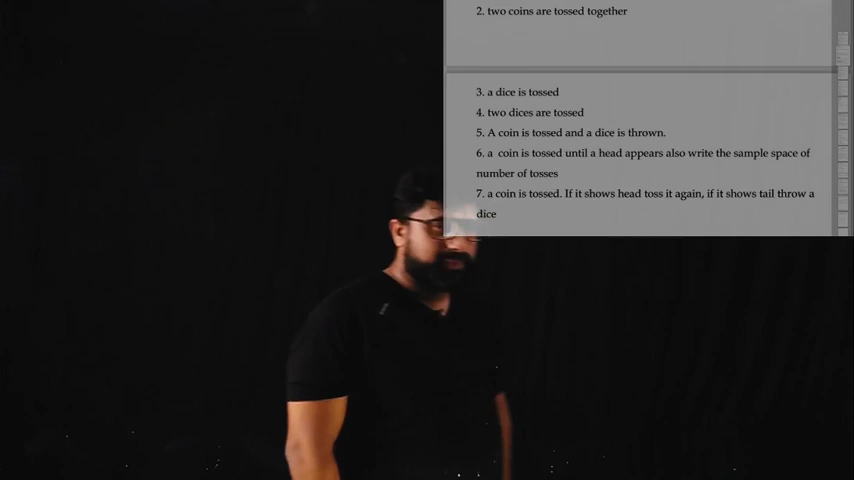 2. two coins are tossed together
3. a dice is tossed
4. two dices are tossed
5. A coin is tossed and a dice is thrown.
6. a coin is tossed until a head appears also write the sample space of
number of tosses
7. a coin is tossed. If it shows head toss it again, if it shows tail throw a
dice